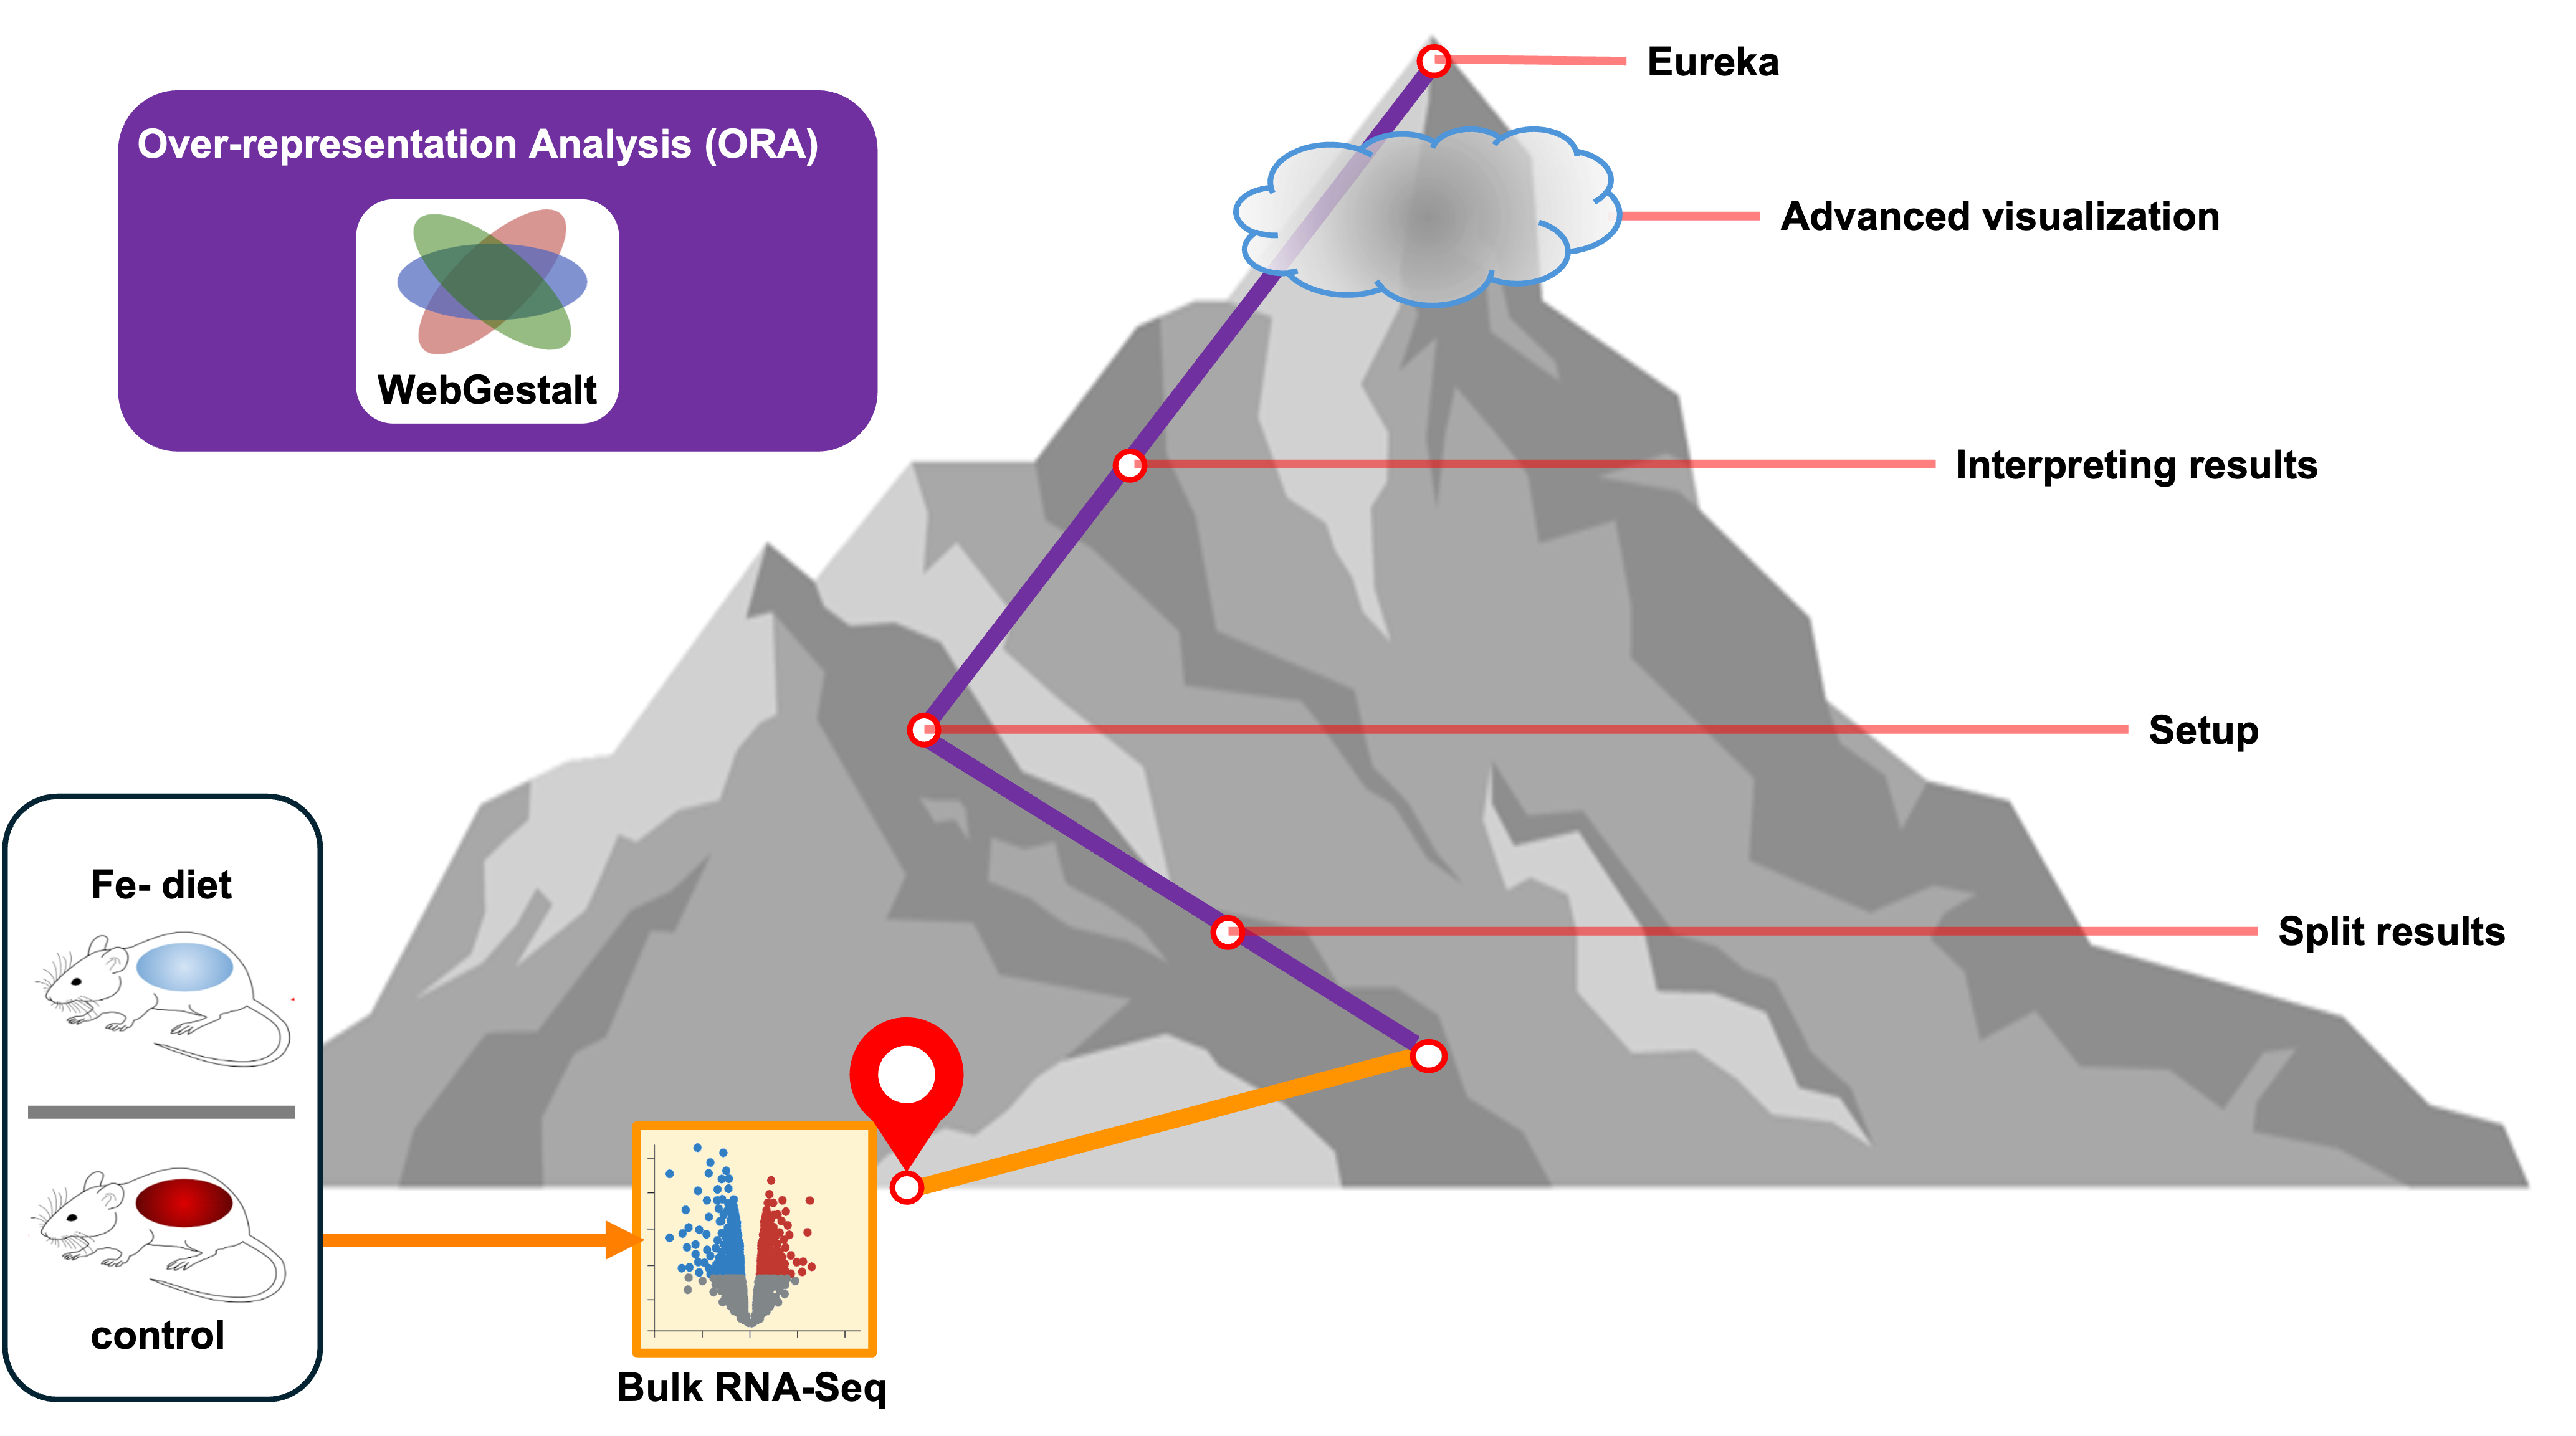 Eureka
Over-representation Analysis (ORA)
WebGestalt
Advanced visualization
Interpreting results
Setup
Split results
Fe- diet
control
Bulk RNA-Seq